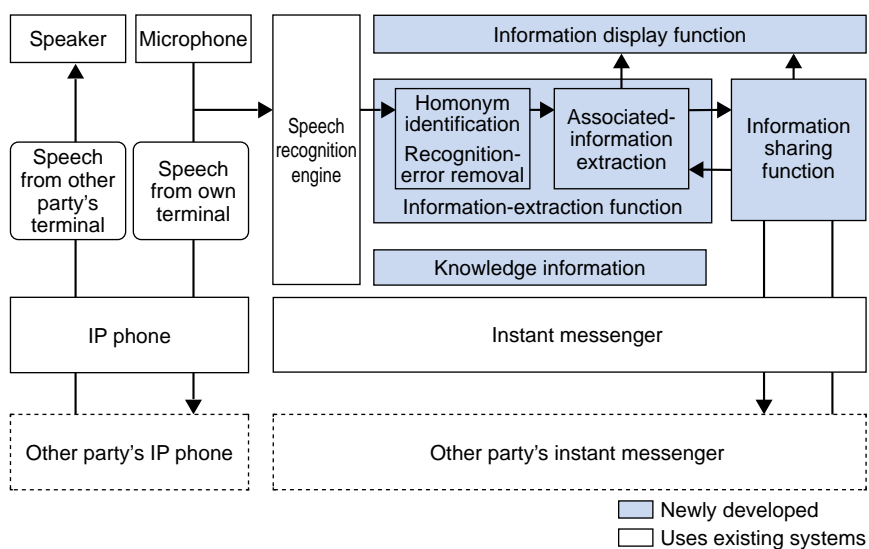 Speaker
Microphone
Information display function
Speech
recognition
engine
Homonym
identification
Recognition-
error removal
Associated-
information
extraction
Information
sharing
function
Information-extraction function
Speech
from other
party's
terminal
Speech
from own
terminal
Knowledge information
IP phone
Instant messenger
Other party's IP phone
Other party's instant messenger
Newly developed
Uses existing systems